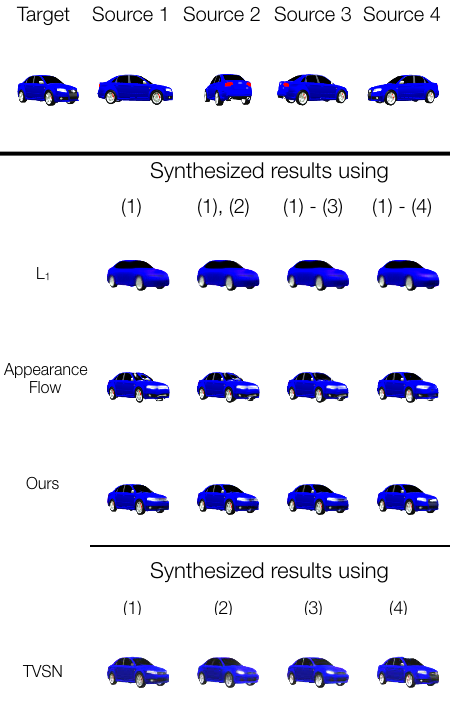 Target Source 1 Source 2 Source 3 Source 4
Synthesized results using
(1) (1), (2) (1) - (3) (1) - (4)
L₁
Appearance
Flow
Ours
Synthesized results using
(1) (2) (3) (4)
TVSN